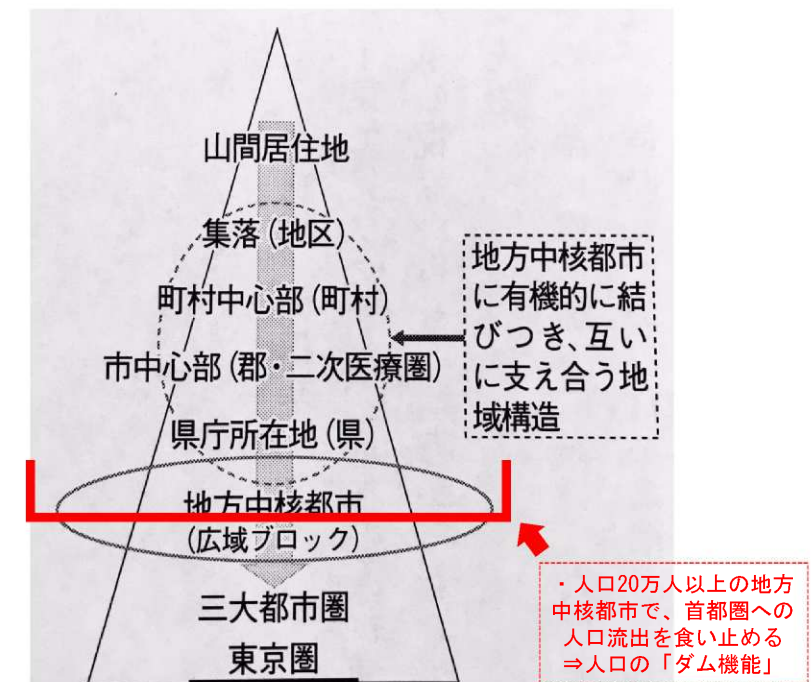 山間居住地
集落(地区)
町村中心部(町村)
市中心部(郡・二次医療圏)
県庁所在地(県)
地方中核都市
(広域ブロック)
三大都市圏
東京圏
地方中核都市
に有機的に結
びつき、互い
に支え合う地
域構造
・人口20万人以上の地方
中核都市で、首都圏への
人口流出を食い止める
⇒人口の「ダム機能」